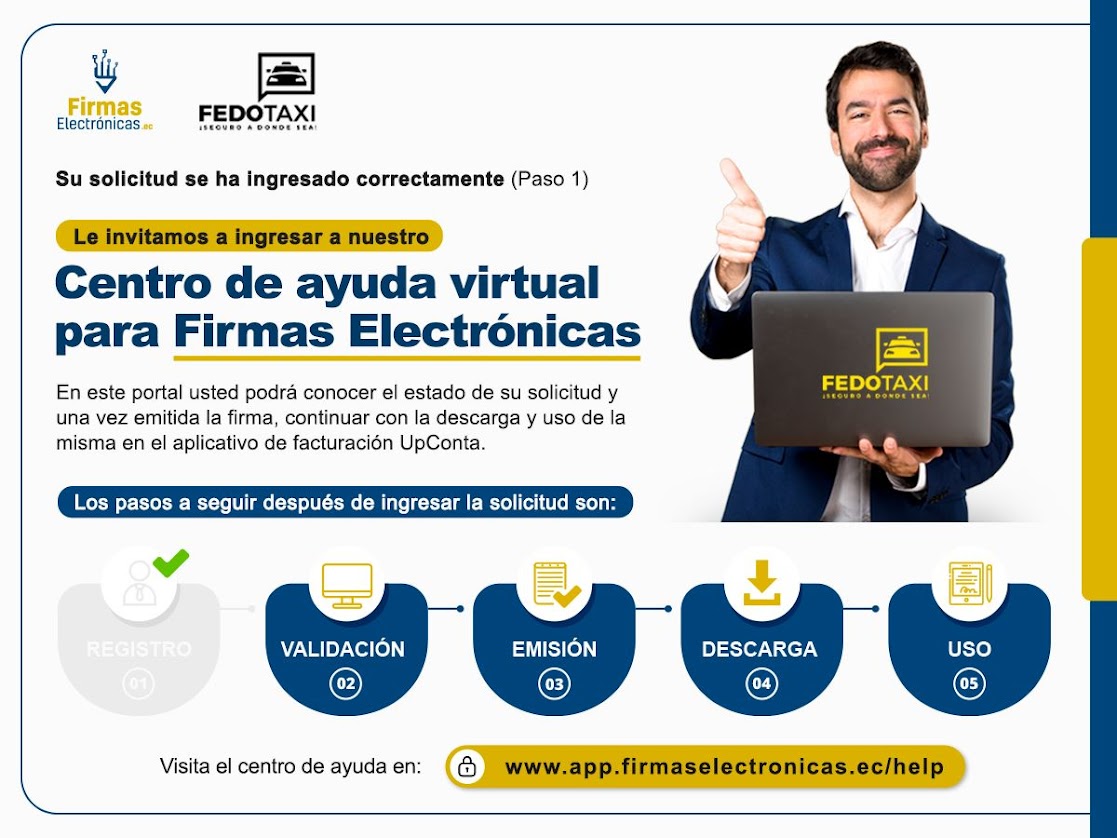 Firmas
Electrónicas.ec
FEDOTAXI
¡SEGURO A DONDE SEA!
Su solicitud se ha ingresado correctamente (Paso 1)
Le invitamos a ingresar a nuestro
Centro de ayuda virtual
para Firmas Electrónicas
En este portal usted podrá conocer el estado de su solicitud y
una vez emitida la firma, continuar con la descarga y uso de la
misma en el aplicativo de facturación UpConta.
FEDOTAXI
¡SEGURO A DONDE SEA!
Los pasos a seguir después de ingresar la solicitud son:
REGISTRO
01
VALIDACIÓN
02
EMISIÓN
03
DESCARGA
04
USO
05
Visita el centro de ayuda en:
www.app.firmaselectronicas.ec/help